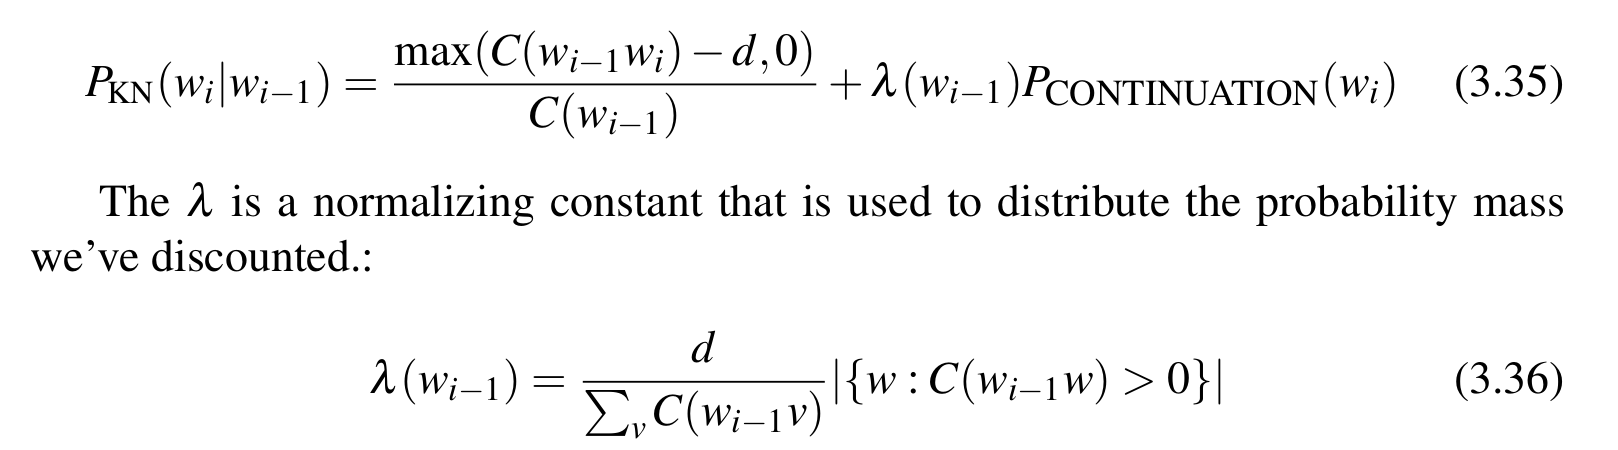 P_KN(w_i|w_{i−1}) = max(C(w_{i−1}w_i) − d, 0) / C(w_{i−1}) + λ(w_{i−1})P_CONTINUATION(w_i) (3.35)
The λ is a normalizing constant that is used to distribute the probability mass
we’ve discounted.:
λ(w_{i−1}) = d / ∑_v C(w_{i−1}v) |{w : C(w_{i−1}w) > 0}| (3.36)